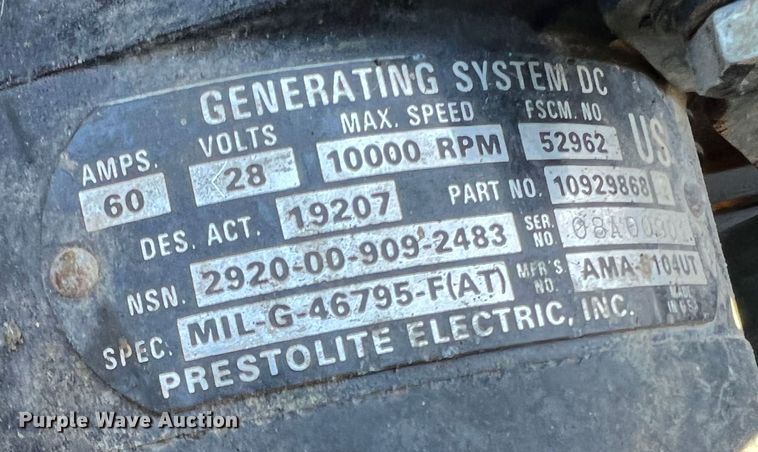 GENERATING SYSTEM DC
AMPS. VOLTS MAX. SPEED FSCM. NO. US
60 28 10000 RPM 52962
DES. ACT. 19207 PART NO. 10929868
NSN. 2920-00-909-2483 SER. NO.
SPEC. MIL-G-46795-F(AT) MFR'S. NO.
PRESTOLITE ELECTRIC, INC. MADE IN U.S.A.
Purple Wave Auction